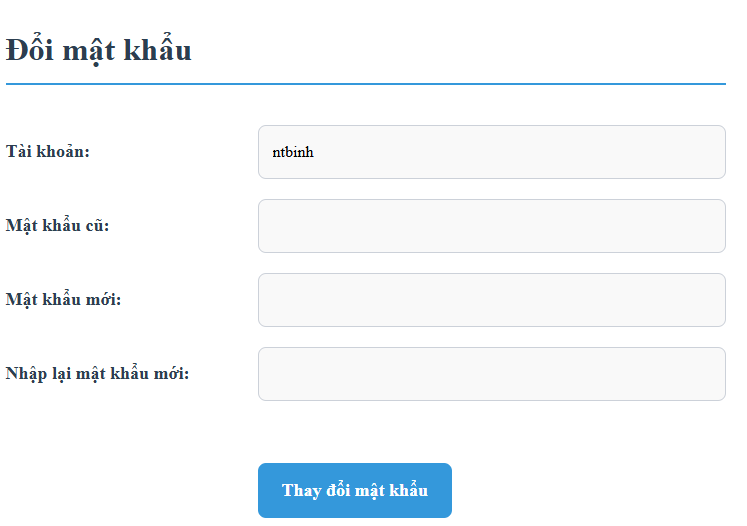 Đổi mật khẩu
Tài khoản:
ntbinh
Mật khẩu cũ:
Mật khẩu mới:
Nhập lại mật khẩu mới:
Thay đổi mật khẩu